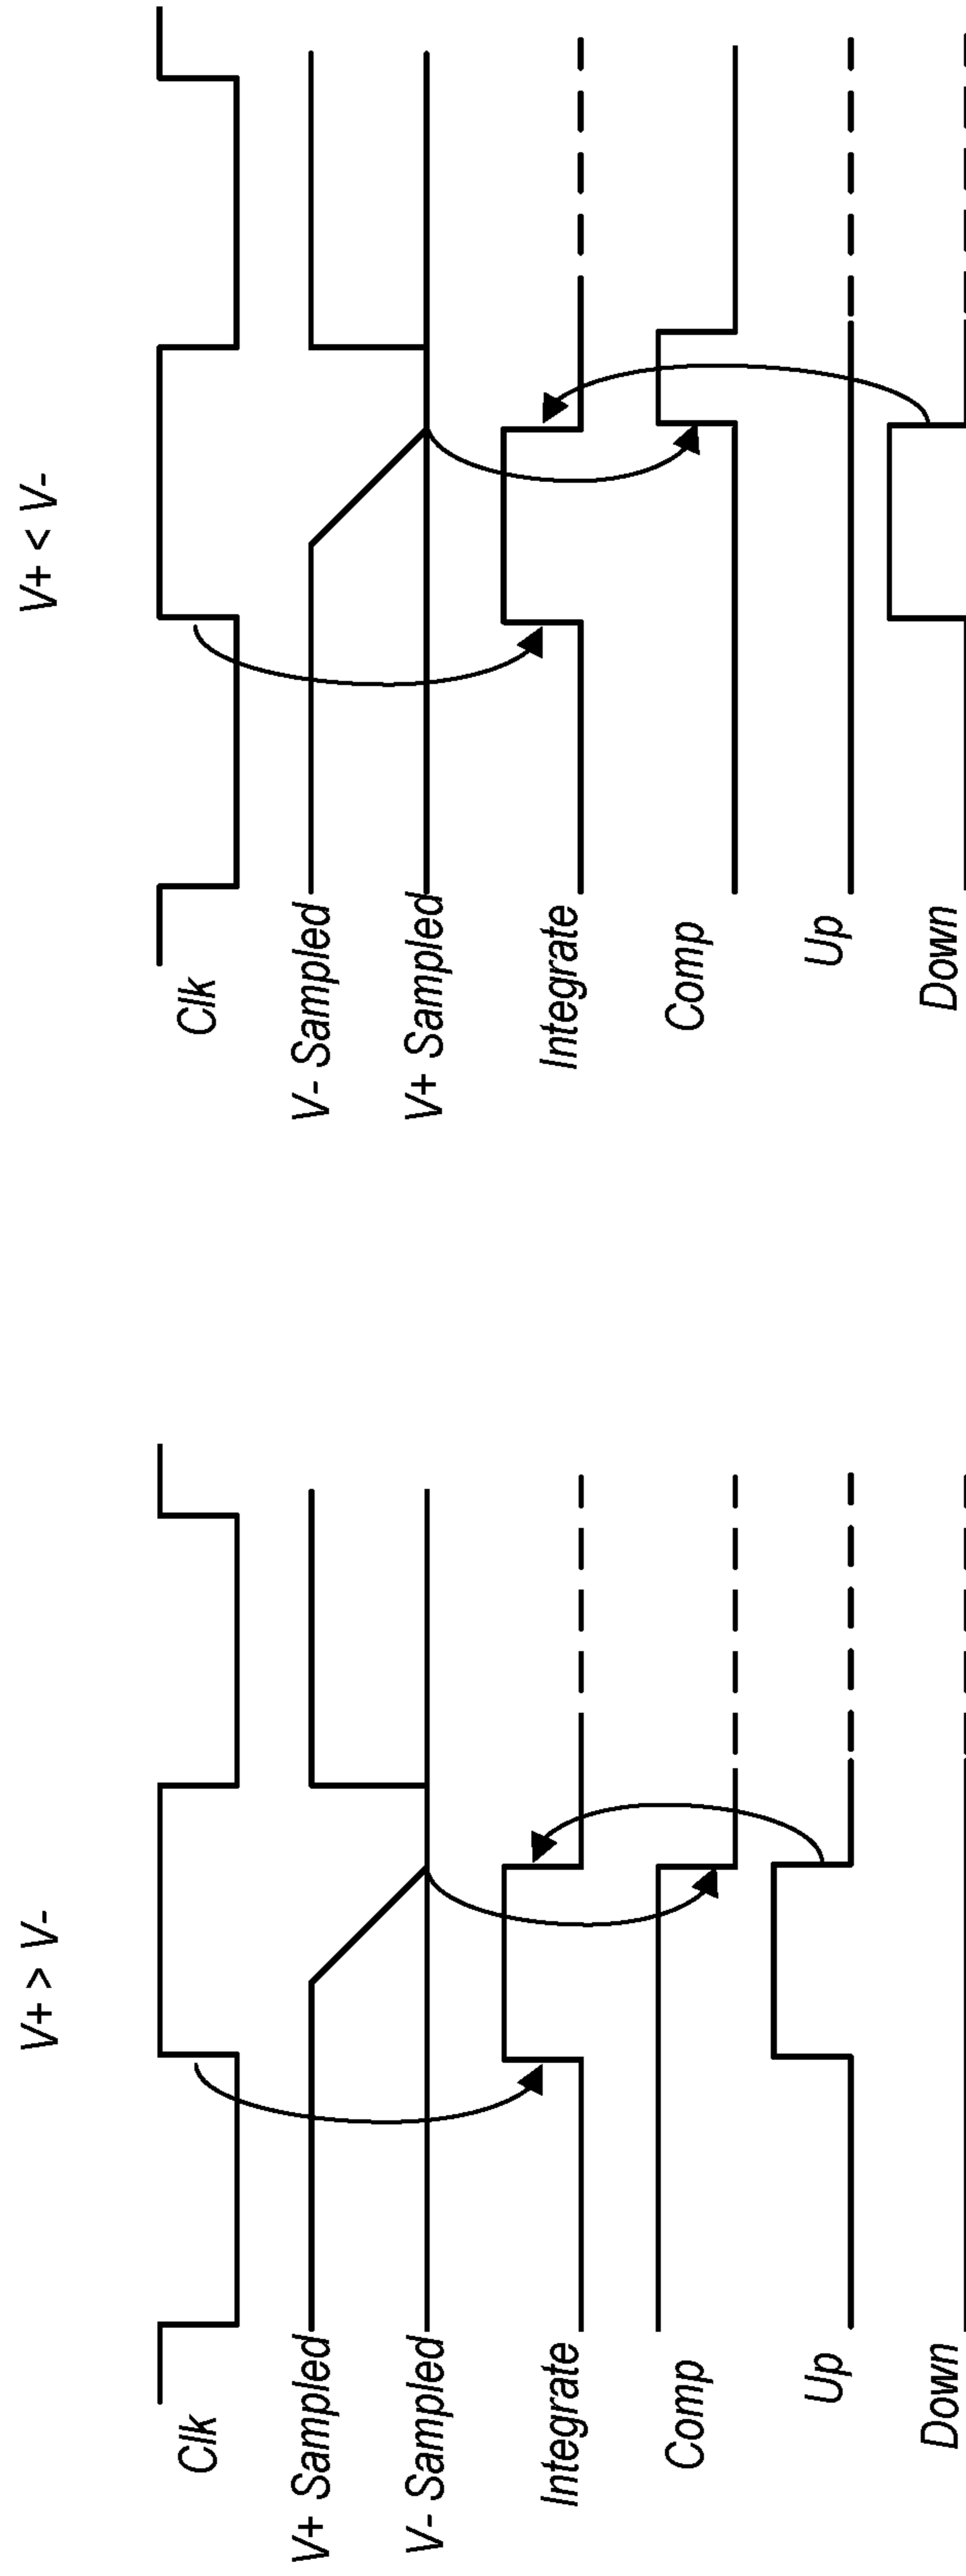 V+ > V-
Clk
V+ Sampled
V- Sampled
Integrate
Comp
Up
Down
V+ < V-
Clk
V- Sampled
V+ Sampled
Integrate
Comp
Up
Down